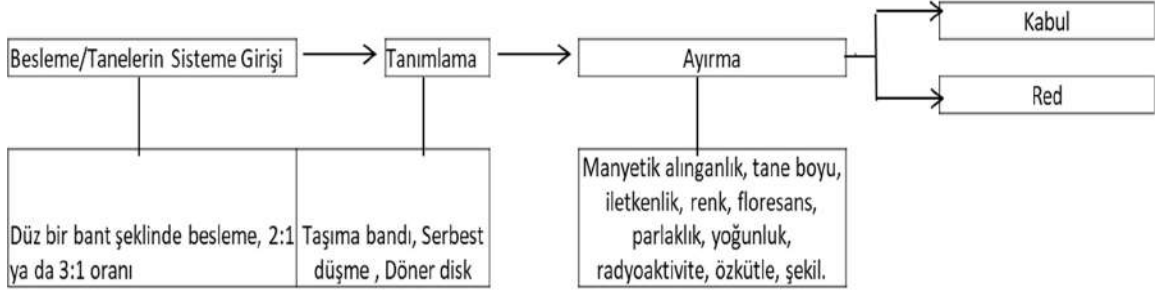 Besleme/Tanelerin Sisteme Girişi
Tanımlama
Ayırma
Kabul
Red
Düz bir bant şeklinde besleme, 2:1
ya da 3:1 oranı
Taşıma bandı, Serbest
düşme , Döner disk
Manyetik alınganlık, tane boyu,
iletkenlik, renk, floresans,
parlaklık, yoğunluk,
radyoaktivite, özkütle, şekil.